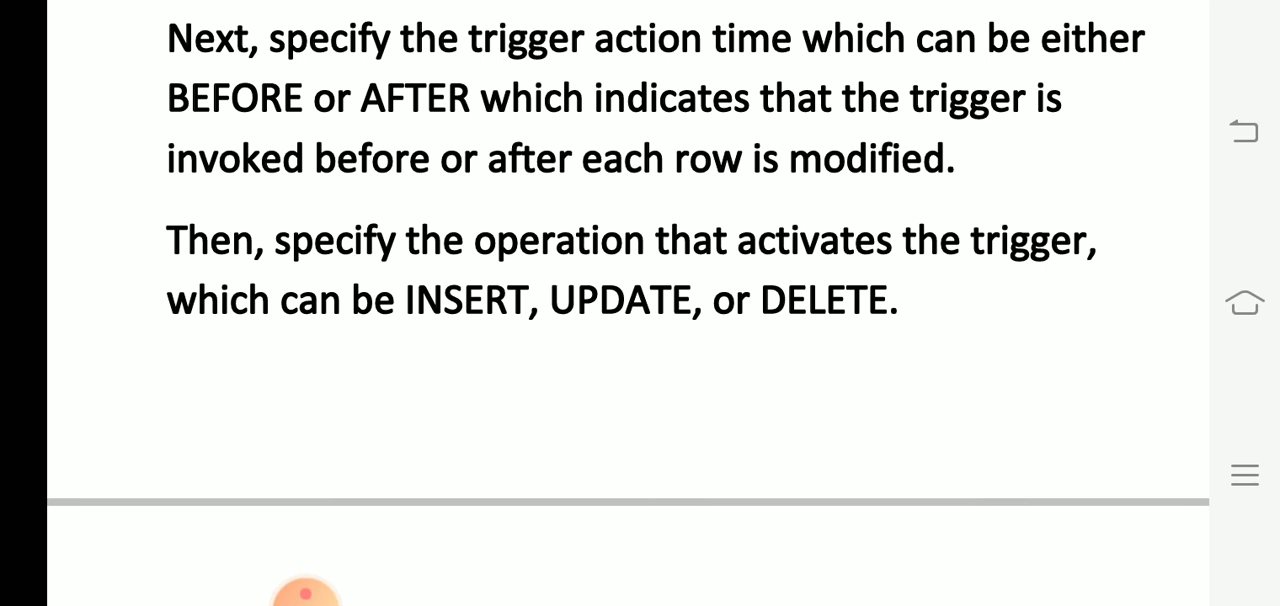 Next, specify the trigger action time which can be either
BEFORE or AFTER which indicates that the trigger is
invoked before or after each row is modified.
Then, specify the operation that activates the trigger,
which can be INSERT, UPDATE, or DELETE.